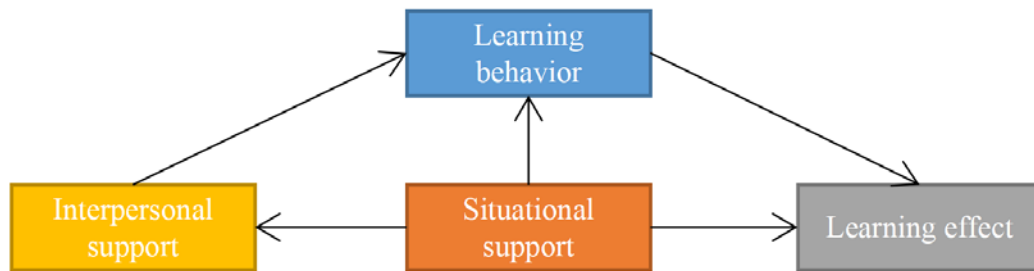 Learning
behavior
Interpersonal
support
Situational
support
Learning effect